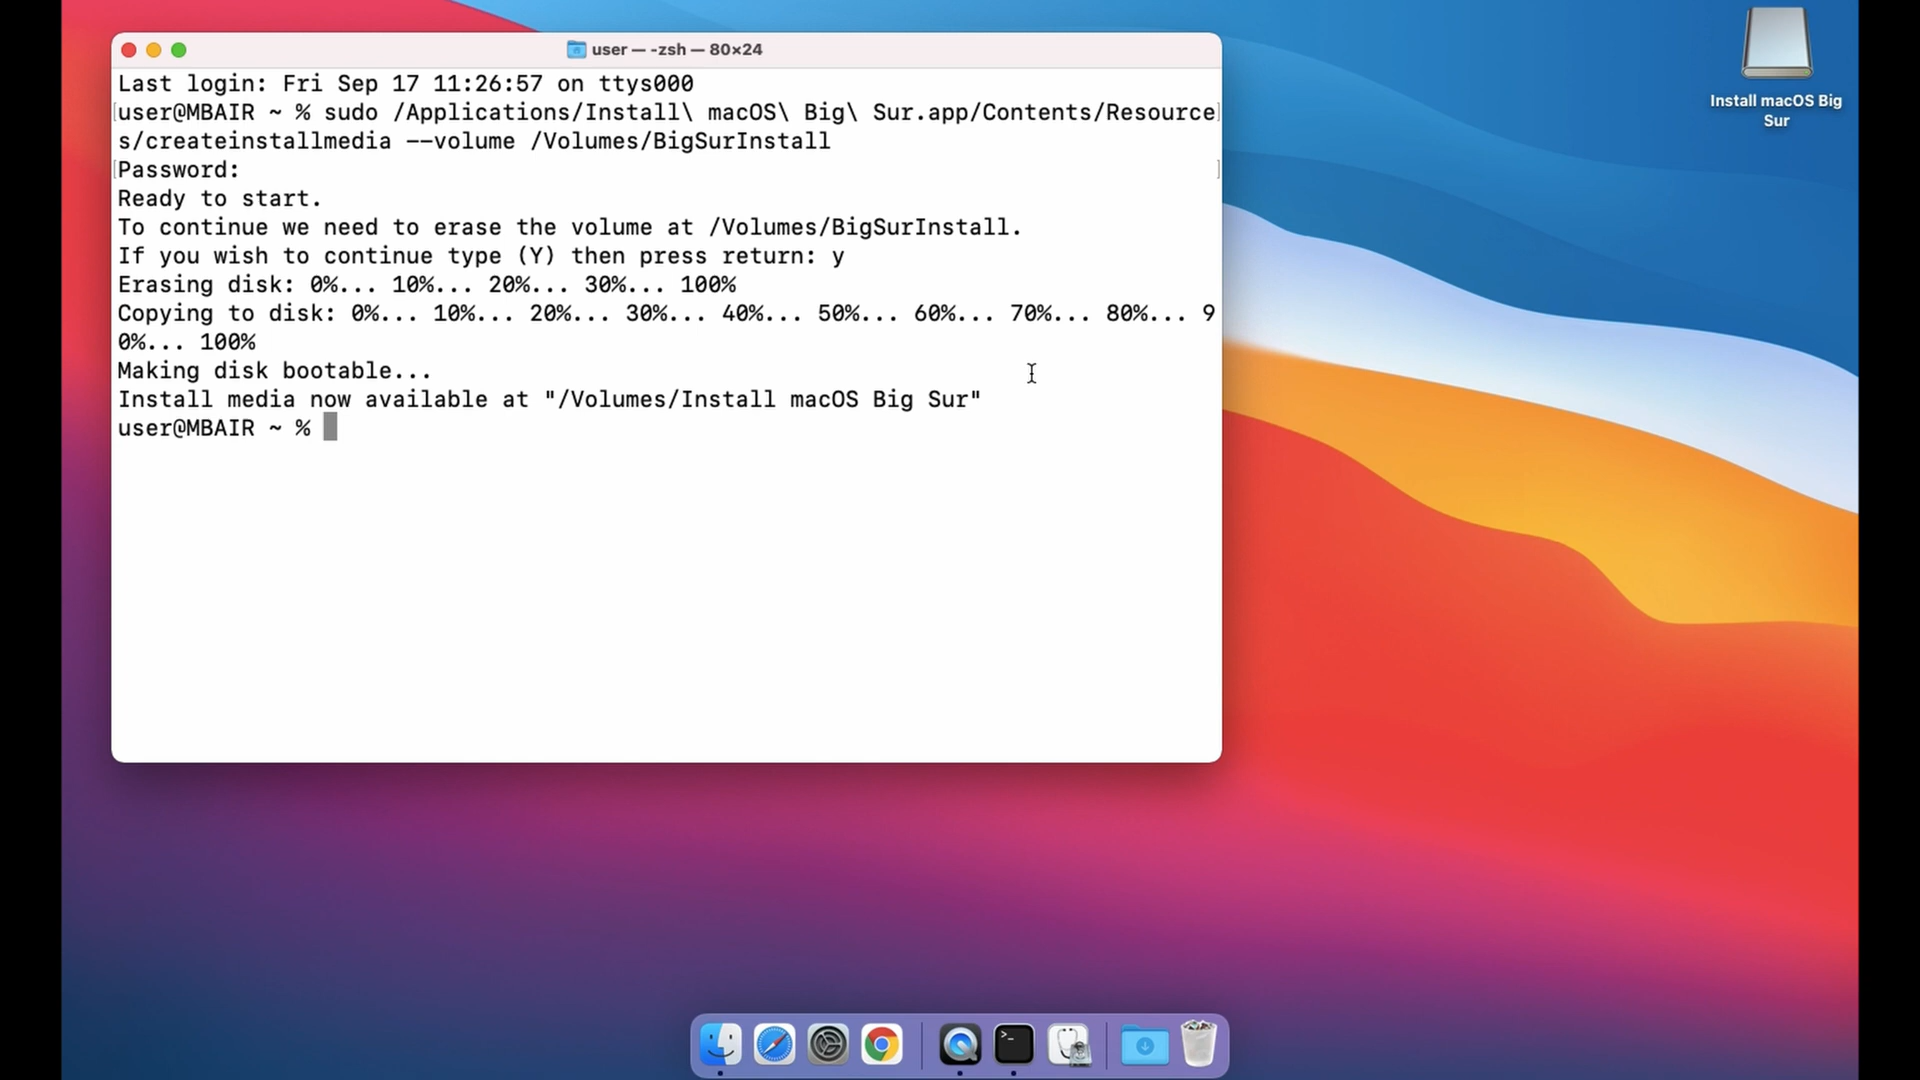 user — -zsh — 80×24
Last login: Fri Sep 17 11:26:57 on ttys000
user@MBAIR ~ % sudo /Applications/Install\ macOS\ Big\ Sur.app/Contents/Resource
s/createinstallmedia --volume /Volumes/BigSurInstall
Password:
Ready to start.
To continue we need to erase the volume at /Volumes/BigSurInstall.
If you wish to continue type (Y) then press return: y
Erasing disk: 0%... 10%... 20%... 30%... 100%
Copying to disk: 0%... 10%... 20%... 30%... 40%... 50%... 60%... 70%... 80%... 9
0%... 100%
Making disk bootable...
Install media now available at "/Volumes/Install macOS Big Sur"
user@MBAIR ~ %
Install macOS Big
Sur
>_